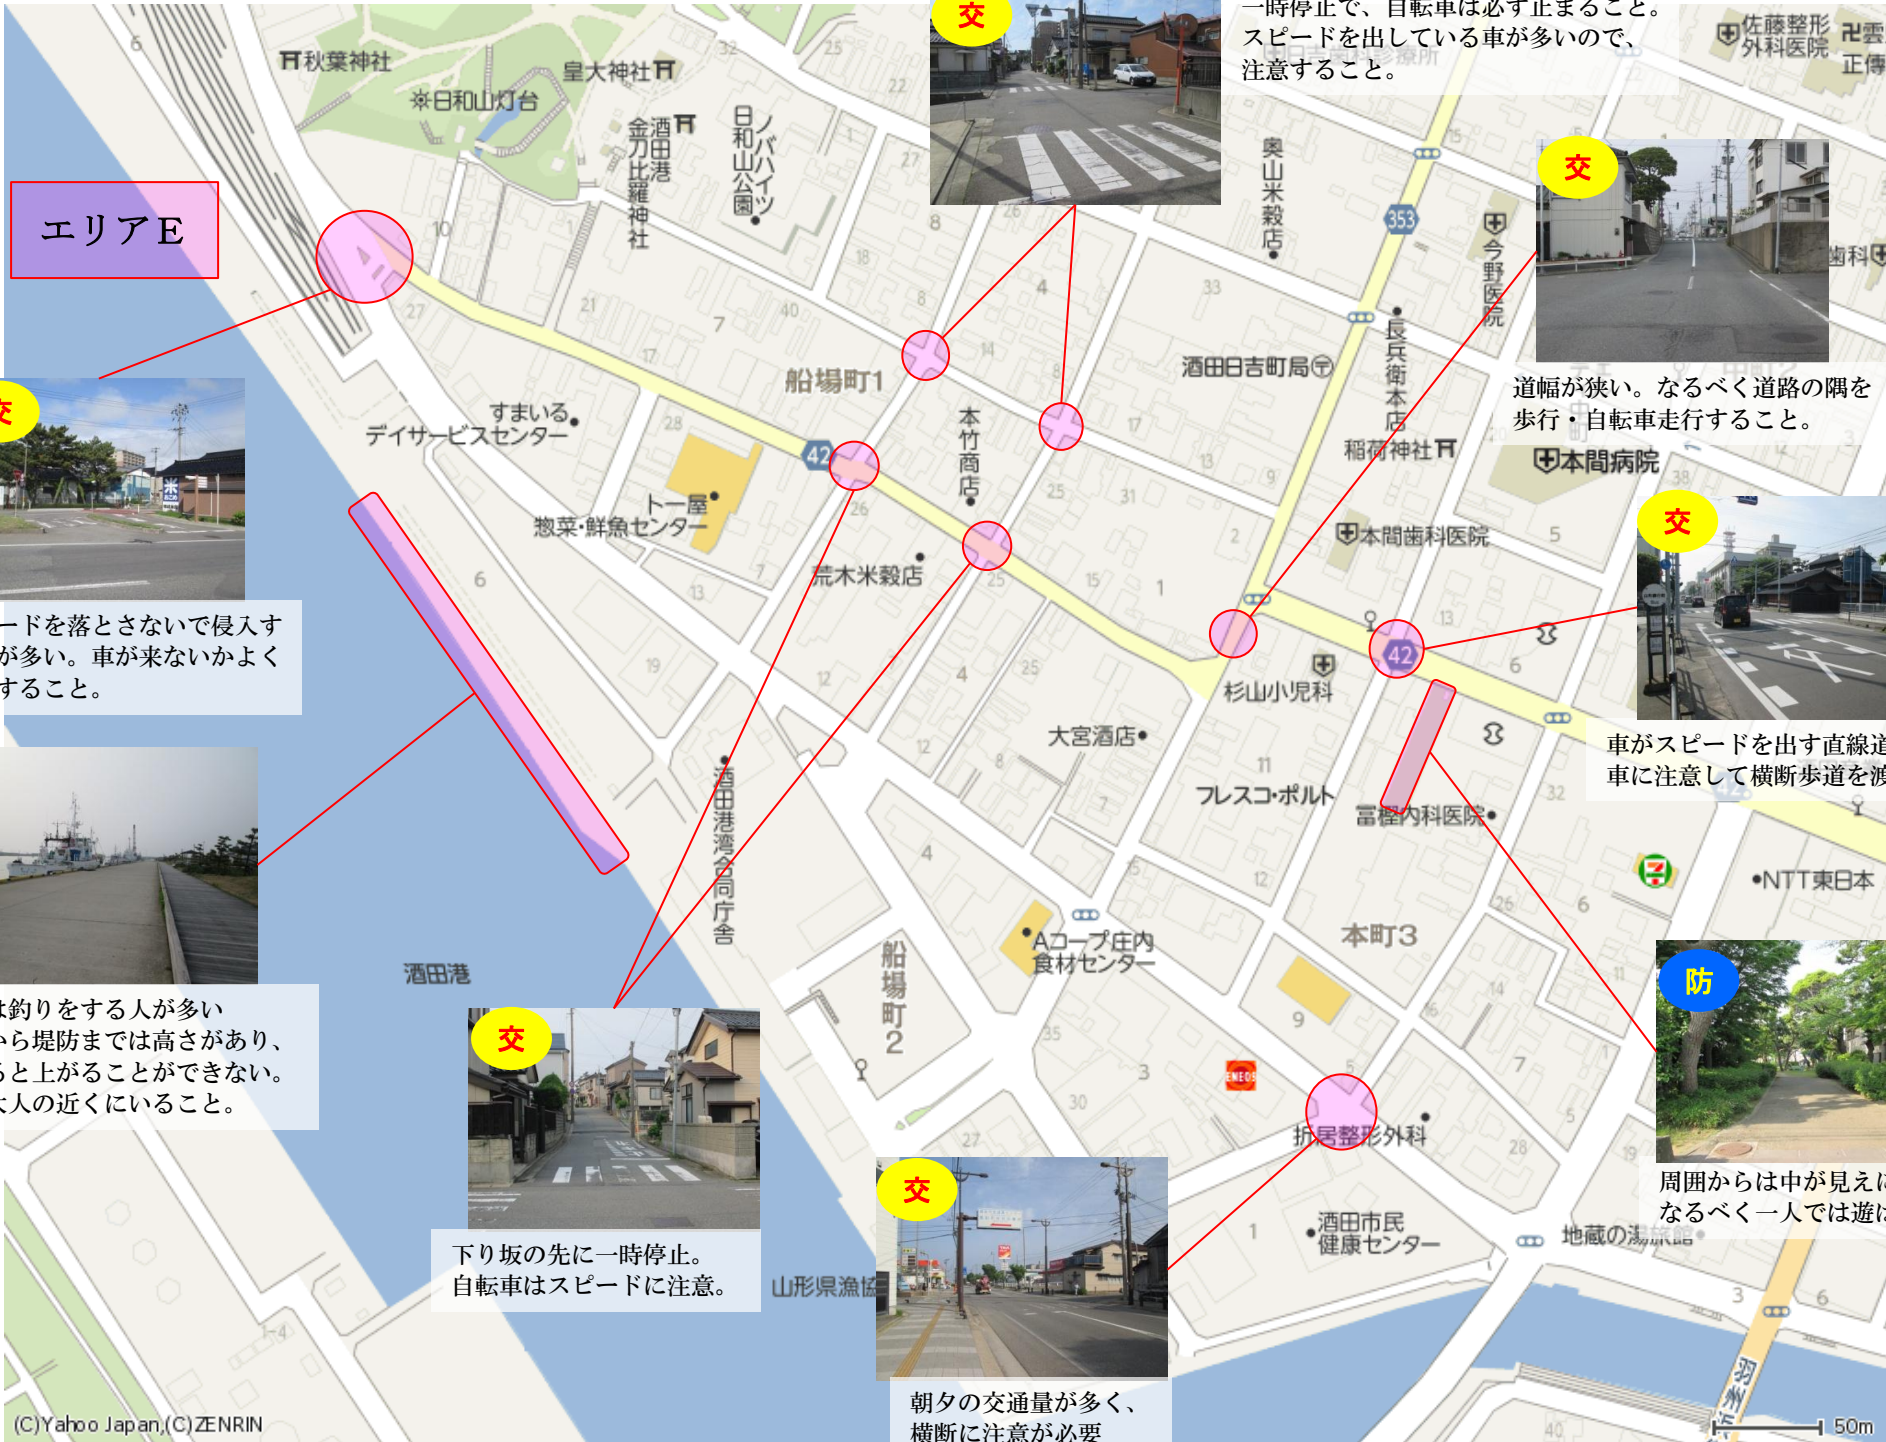 エリアE
交
一時停止で、自転車は必ず止まること。
スピードを出している車が多いので、
注意すること。
交
道幅が狭い。なるべく道路の隅を
歩行・自転車走行すること。
交
車がスピードを出す直線道
車に注意して横断歩道を渡
防
周囲からは中が見えに
なるべく一人では遊ば
交
ードを落とさないで侵入す
が多い。車が来ないかよく
すること。
は釣りをする人が多い
から堤防までは高さがあり、
ると上がることができない。
大人の近くにいること。
交
下り坂の先に一時停止。
自転車はスピードに注意。
交
朝夕の交通量が多く、
横断に注意が必要
秋葉神社
日和山灯台
皇大神社
酒田港
金刀比羅神社
ノバハイツ
日和山公園
奥山米穀店
佐藤整形
外科医院
雲
正傳
353
今野医院
歯科
長兵衛本店
酒田日吉町局
稲荷神社
本間病院
本間歯科医院
船場町1
すまいる
デイサービスセンター
本竹商店
42
ト一屋
惣菜・鮮魚センター
荒木米穀店
42
杉山小児科
大宮酒店
フレスコ・ポルト
冨樫内科医院
NTT東日本
酒田港湾合同庁舎
酒田港
船場町2
Aコープ庄内
食材センター
本町3
ENEOS
折居整形外科
酒田市民
健康センター
地蔵の湯旅館
山形県漁協
羽州
(C)Yahoo Japan,(C)ZENRIN
50m